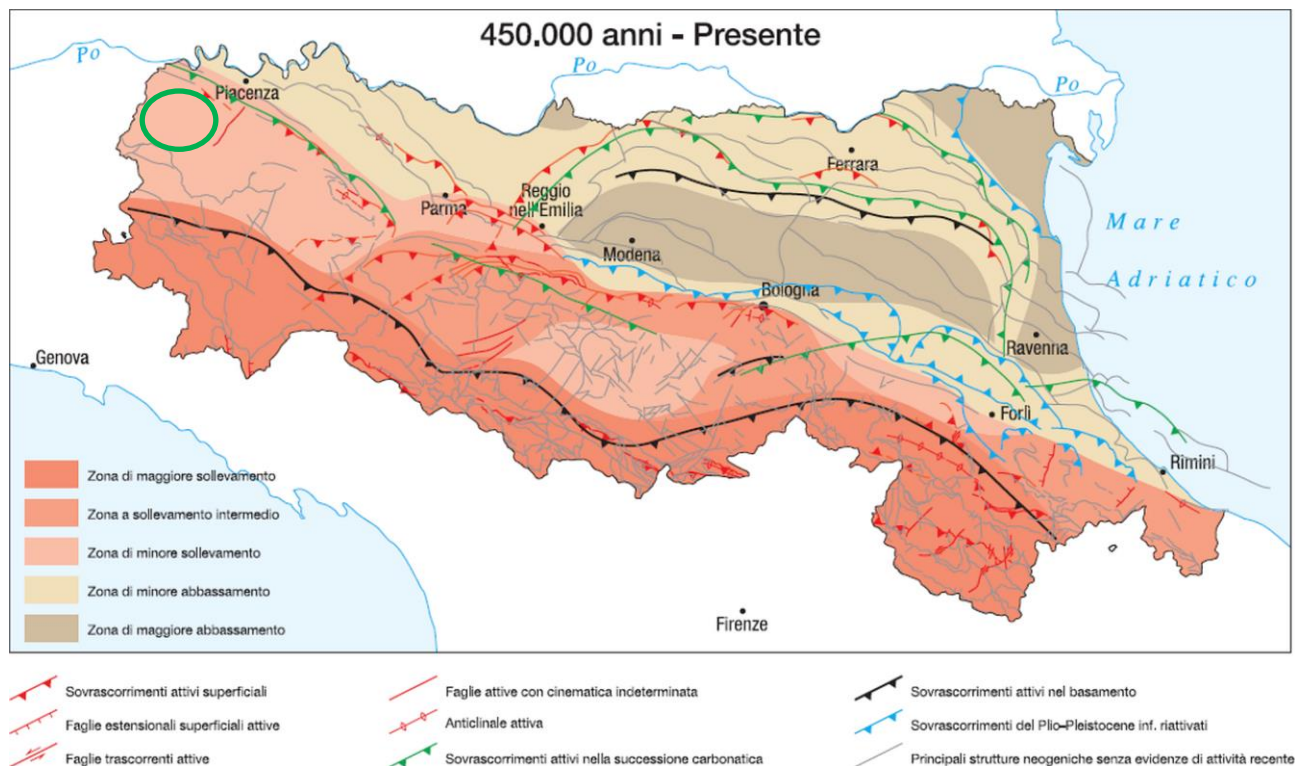 450.000 anni - Presente
Po
Po
Po
Piacenza
Ferrara
Parma
Reggio
nell'Emilia
Modena
Bologna
Mare
Adriatico
Ravenna
Genova
Forlì
Rimini
Firenze
Zona di maggiore sollevamento
Zona a sollevamento intermedio
Zona di minore sollevamento
Zona di minore abbassamento
Zona di maggiore abbassamento
Sovrascorrimenti attivi superficiali
Faglie estensionali superficiali attive
Faglie trascorrenti attive
Faglie attive con cinematica indeterminata
Anticlinale attiva
Sovrascorrimenti attivi nella successione carbonatica
Sovrascorrimenti attivi nel basamento
Sovrascorrimenti del Plio-Pleistocene inf. riattivati
Principali strutture neogeniche senza evidenze di attività recente